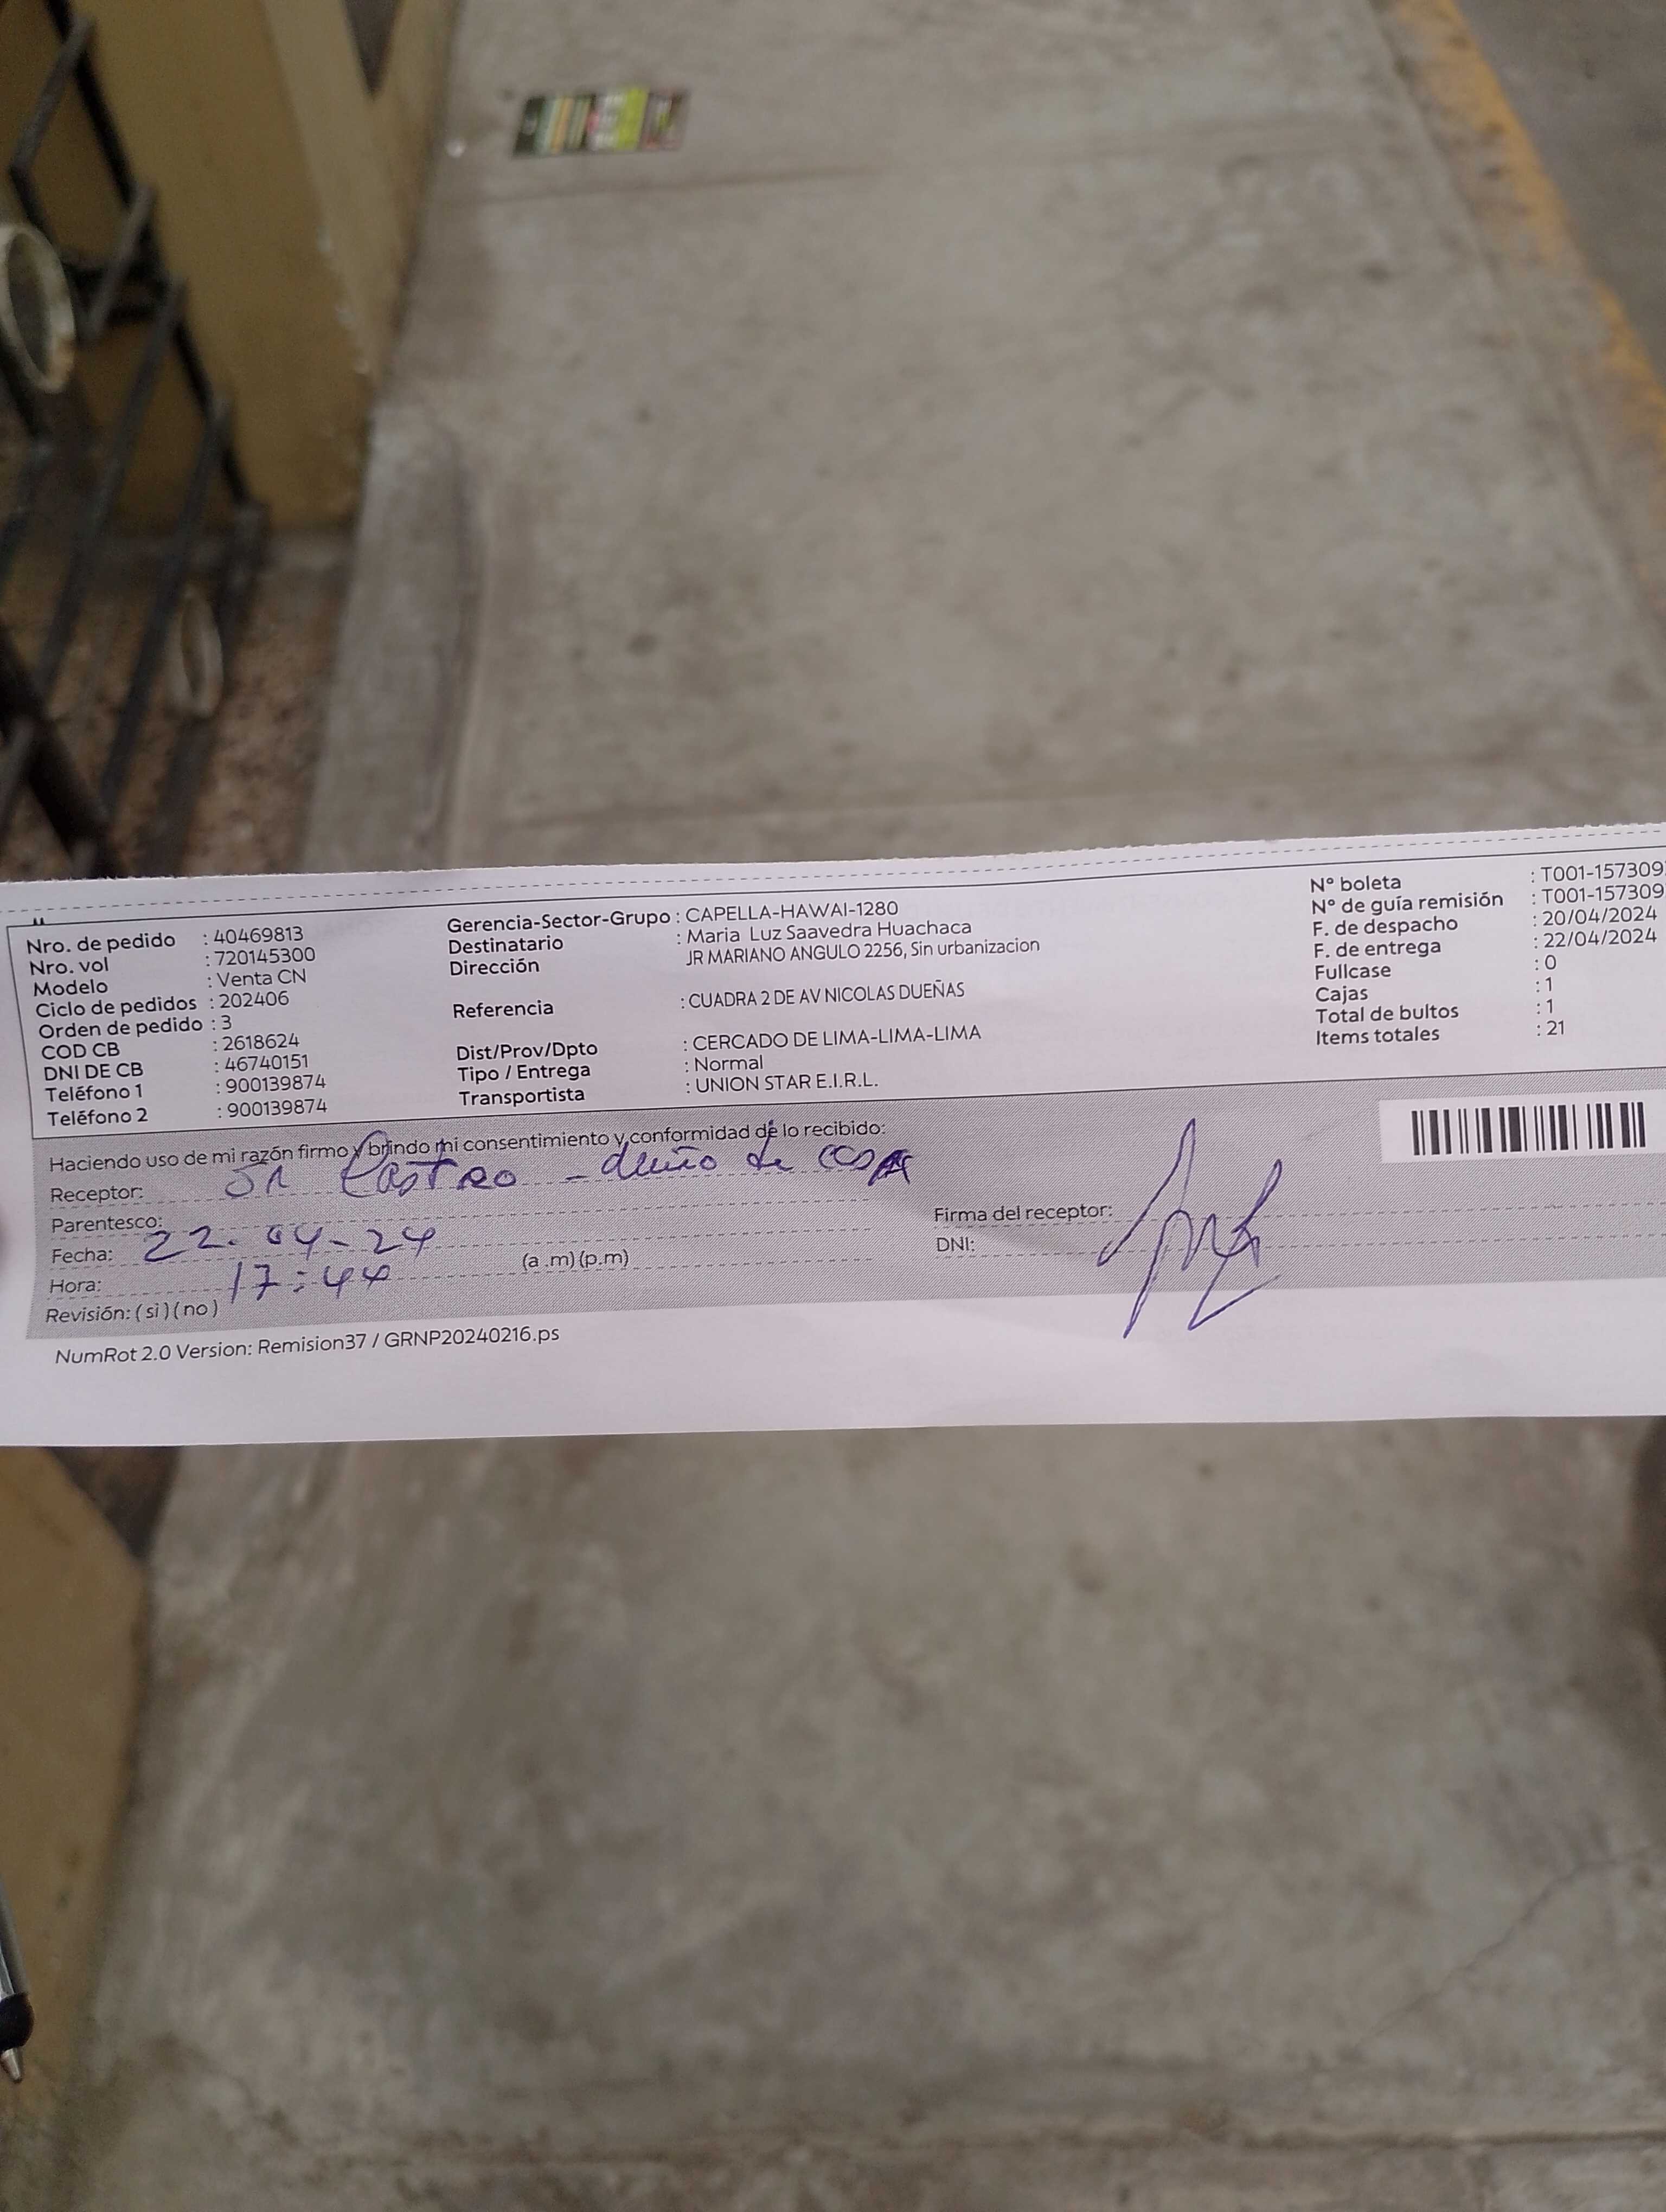 Nro. de pedido : 40469813
Nro. vol : 720145300
Modelo : Venta CN
Ciclo de pedidos : 202406
Orden de pedido : 3
COD CB : 2618624
DNI DE CB : 46740151
Teléfono 1 : 900139874
Teléfono 2 : 900139874
Gerencia-Sector-Grupo : CAPELLA-HAWAI-1280
Destinatario : Maria Luz Saavedra Huachaca
Dirección JR MARIANO ANGULO 2256, Sin urbanizacion
Referencia : CUADRA 2 DE AV NICOLAS DUEÑAS
Dist/Prov/Dpto : CERCADO DE LIMA-LIMA-LIMA
Tipo / Entrega : Normal
Transportista : UNION STAR E.I.R.L.
N° boleta : T001-157309
N° de guía remisión : T001-157309
F. de despacho : 20/04/2024
F. de entrega : 22/04/2024
Fullcase : 0
Cajas : 1
Total de bultos : 1
Items totales : 21
Haciendo uso de mi razón firmo y brindo mi consentimiento y conformidad de lo recibido:
Receptor: SR Castro - dueño de casa
Parentesco:
Fecha: 22-04-24
Hora: 17:44 (a.m)(p.m)
Revisión: (si)(no)
Firma del receptor:
DNI:
NumRot 2.0 Version: Remision37 / GRNP20240216.ps